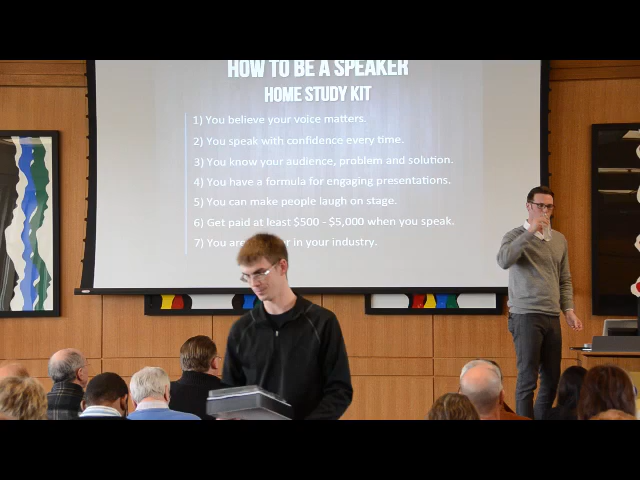 HOW TO BE A SPEAKER
HOME STUDY KIT
1) You believe your voice matters.
2) You speak with confidence every time.
3) You know your audience, problem and solution.
4) You have a formula for engaging presentations.
5) You can make people laugh on stage.
6) Get paid at least $500 - $5,000 when you speak.
7) You are in your industry.